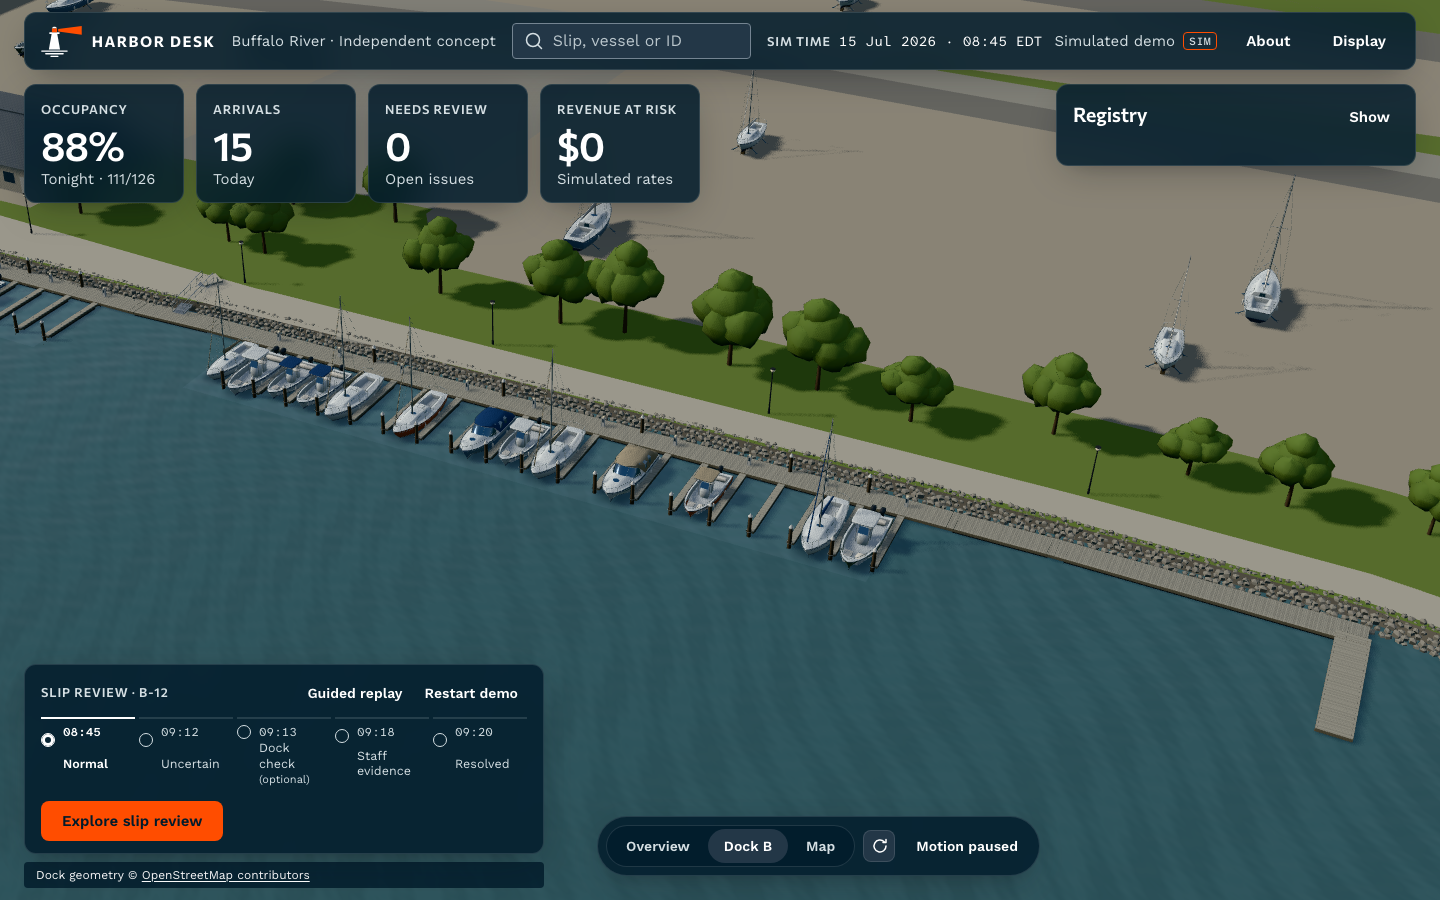 HARBOR DESK
Buffalo River · Independent concept
Slip, vessel or ID
SIM TIME 15 Jul 2026 · 08:45 EDT
Simulated demo SIM
About
Display
OCCUPANCY
88%
Tonight · 111/126
ARRIVALS
15
Today
NEEDS REVIEW
0
Open issues
REVENUE AT RISK
$0
Simulated rates
Registry
Show
SLIP REVIEW · B-12
Guided replay
Restart demo
08:45
Normal
09:12
Uncertain
09:13
Dock
check
(optional)
09:18
Staff
evidence
09:20
Resolved
Explore slip review
Dock geometry © OpenStreetMap contributors
Overview
Dock B
Map
Motion paused